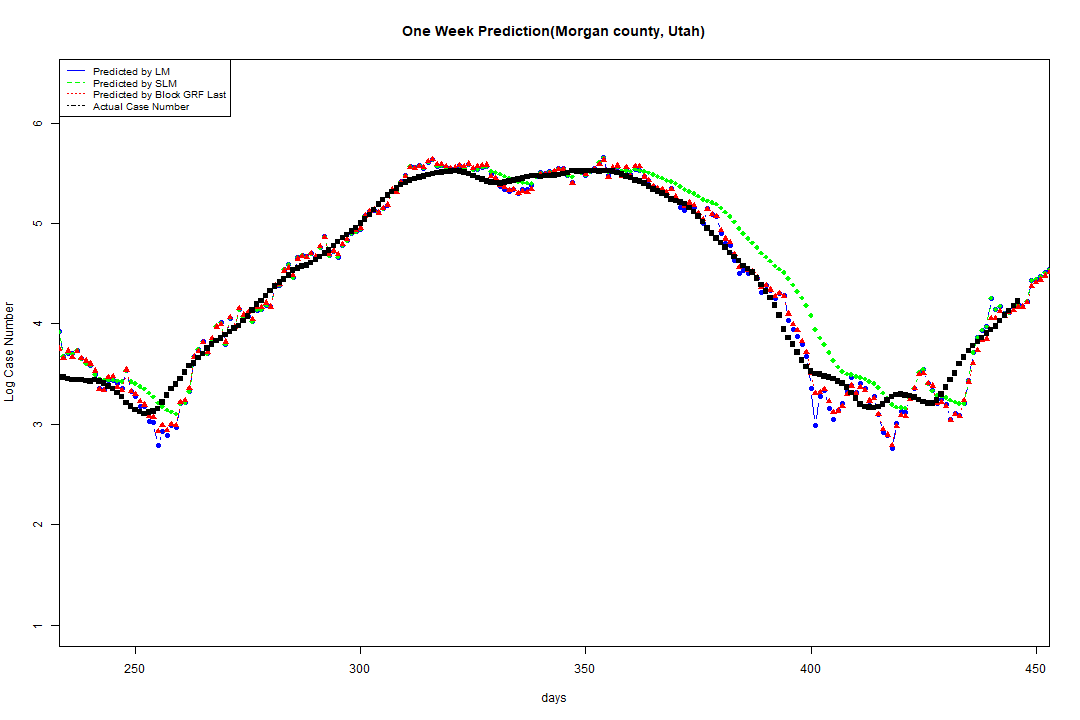 One Week Prediction(Morgan county, Utah)
Predicted by LM
Predicted by SLM
Predicted by Block GRF Last
Actual Case Number
Log Case Number
6
5
4
3
2
1
250 300 350 400 450
days